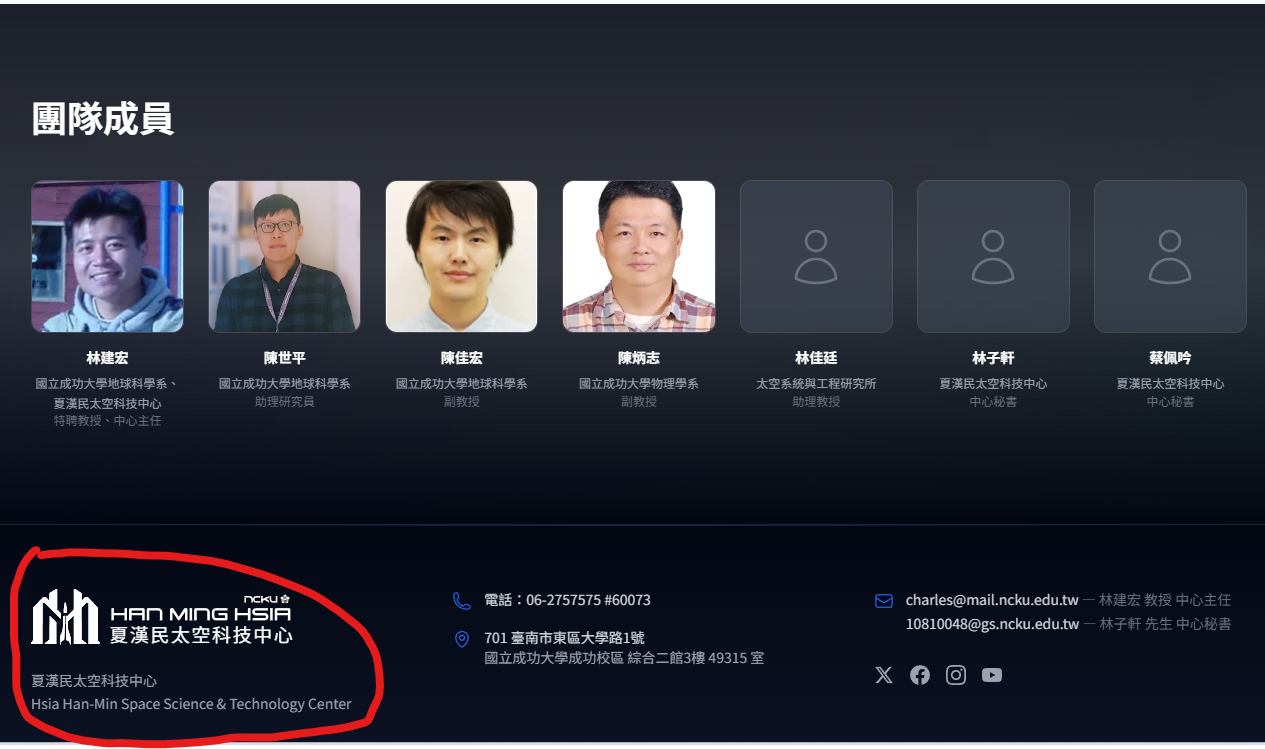 團隊成員
林建宏
國立成功大學地球科學系、
夏漢民太空科技中心
特聘教授、中心主任
陳世平
國立成功大學地球科學系
助理研究員
陳佳宏
國立成功大學地球科學系
副教授
陳炳志
國立成功大學物理學系
副教授
林佳廷
太空系統與工程研究所
助理教授
林子軒
夏漢民太空科技中心
中心秘書
蔡佩吟
夏漢民太空科技中心
中心秘書
ncku
HAN MING HSIA
夏漢民太空科技中心
夏漢民太空科技中心
Hsia Han-Min Space Science & Technology Center
電話：06-2757575 #60073
701 臺南市東區大學路1號
國立成功大學成功校區 綜合二館3樓 49315 室
charles@mail.ncku.edu.tw — 林建宏 教授 中心主任
10810048@gs.ncku.edu.tw — 林子軒 先生 中心秘書